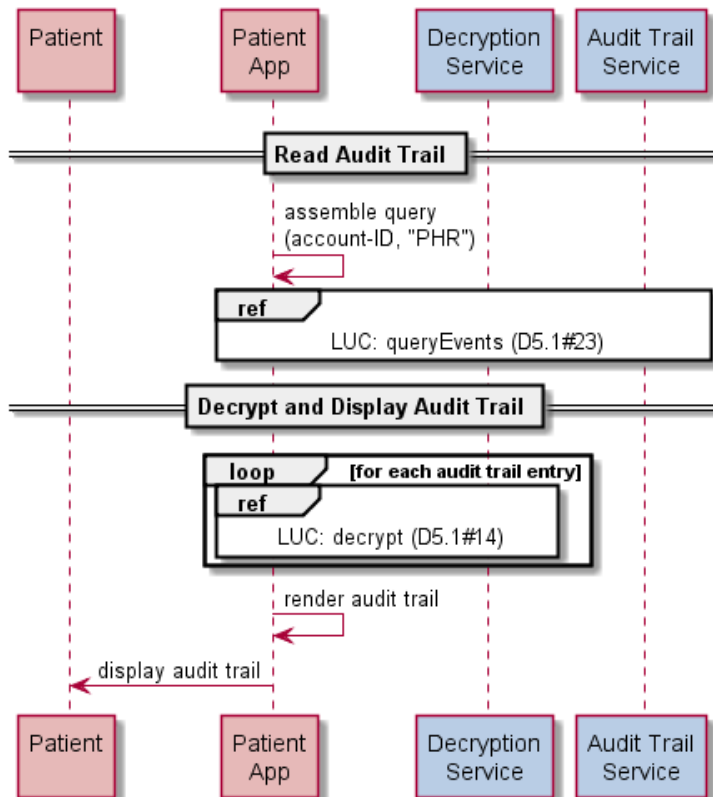 Patient
Patient
App
Decryption
Service
Audit Trail
Service
Read Audit Trail
assemble query
(account-ID, "PHR")
ref
LUC: queryEvents (D5.1#23)
Decrypt and Display Audit Trail
loop [for each audit trail entry]
ref
LUC: decrypt (D5.1#14)
render audit trail
display audit trail
Patient
Patient
App
Decryption
Service
Audit Trail
Service